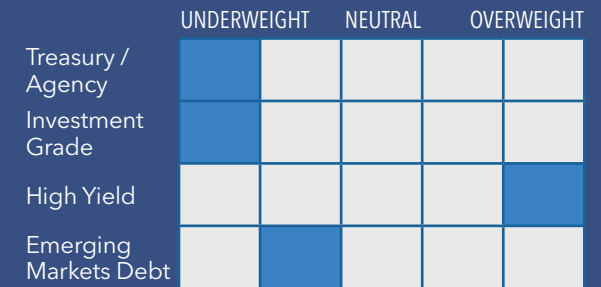 UNDERWEIGHT NEUTRAL OVERWEIGHT
Treasury /
Agency
Investment
Grade
High Yield
Emerging
Markets Debt